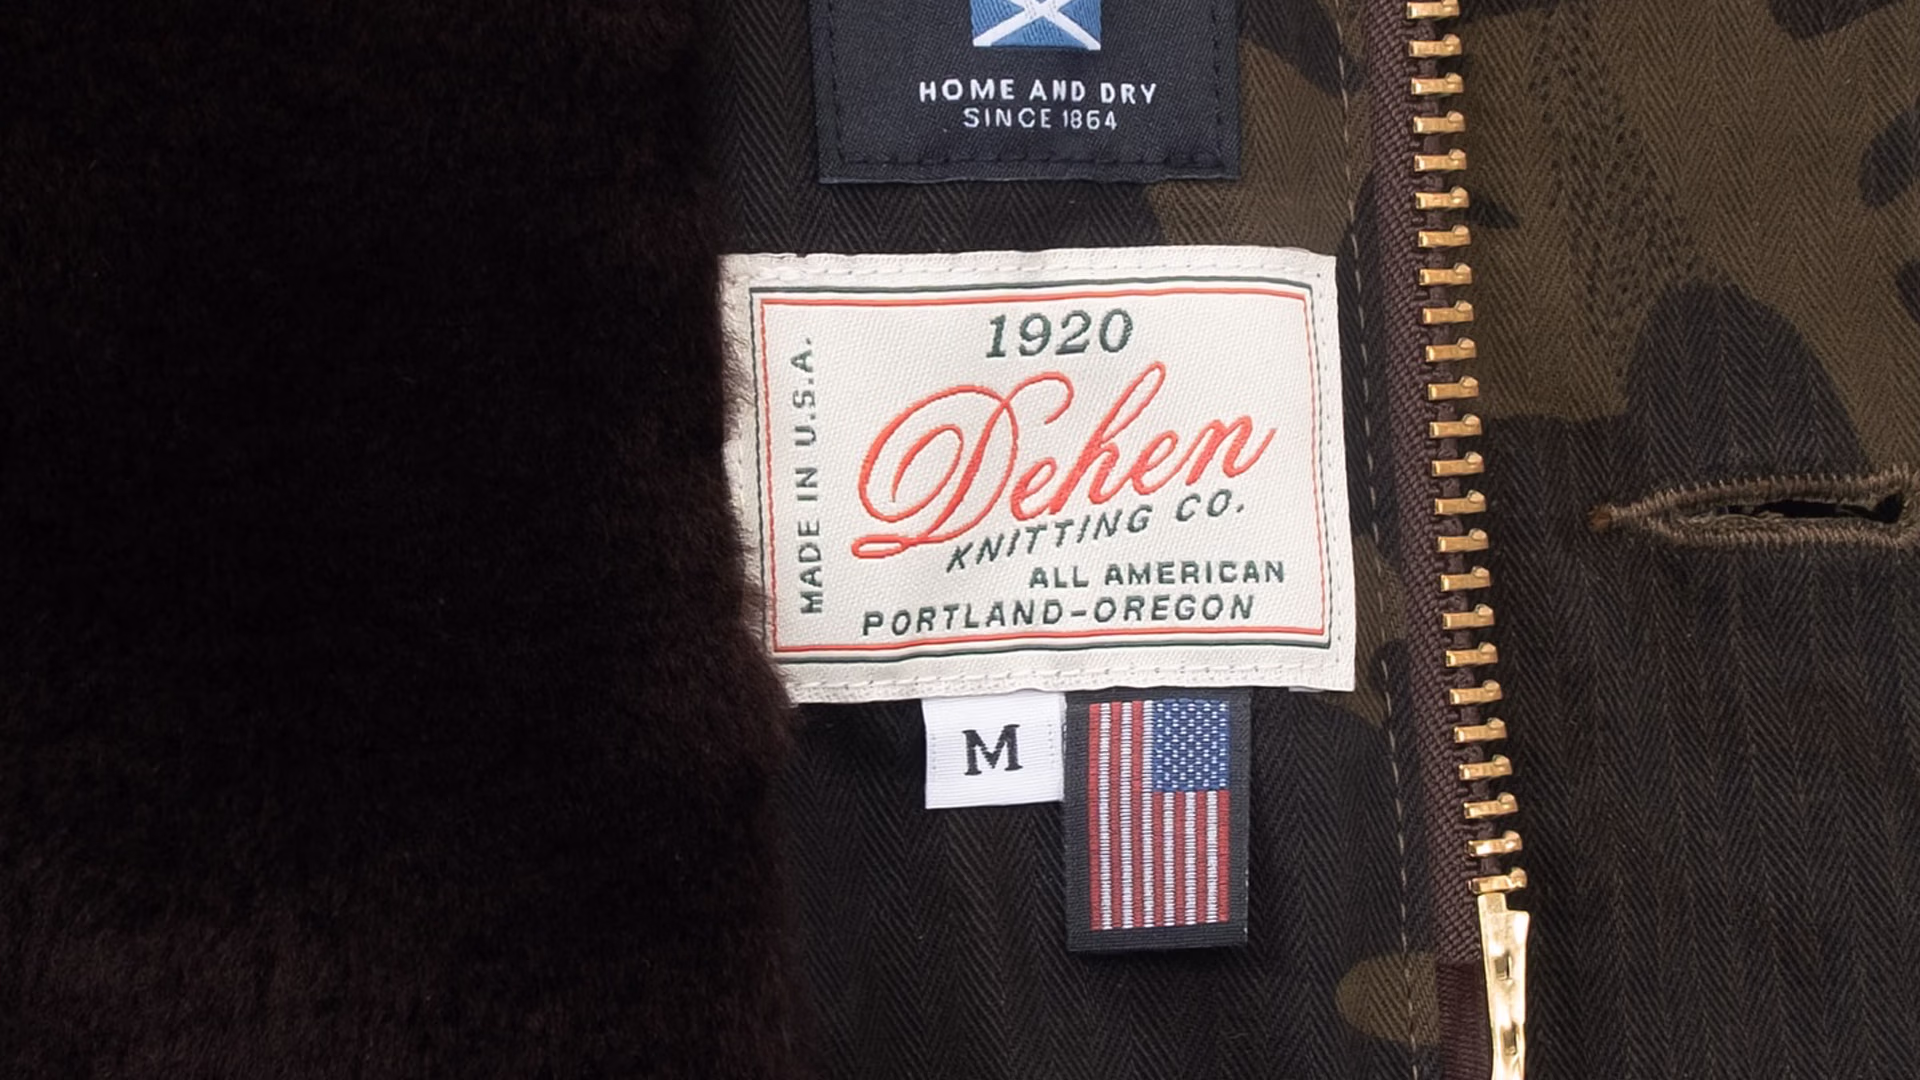 HOME AND DRY
SINCE 1864
1920
MADE IN U.S.A.
Dehen
KNITTING CO.
ALL AMERICAN
PORTLAND-OREGON
M